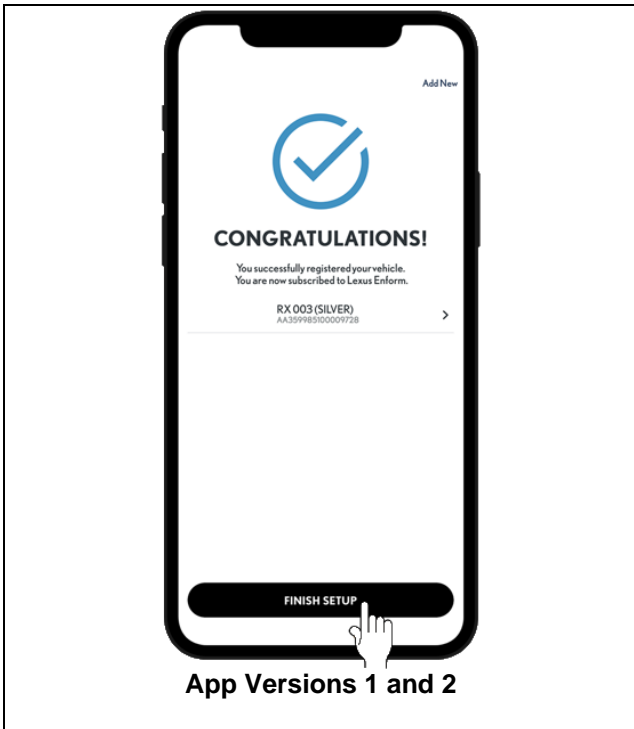 Add New
CONGRATULATIONS!
You successfully registered your vehicle.
You are now subscribed to Lexus Enform.
RX 003 (SILVER)
AA359985100009728
FINISH SETUP
App Versions 1 and 2